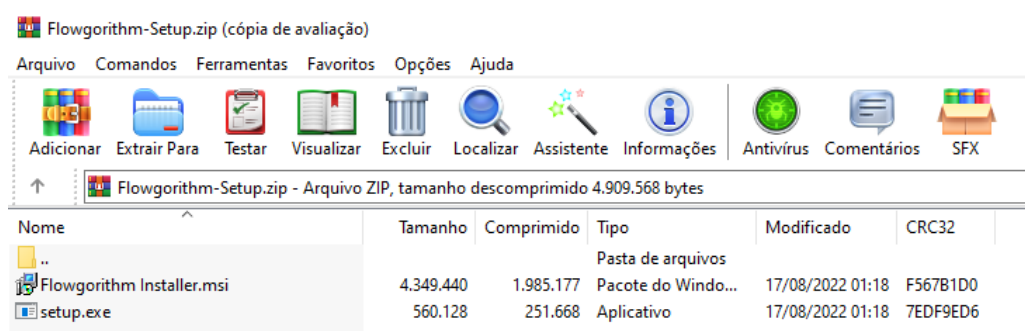 Flowgorithm-Setup.zip (cópia de avaliação)
Arquivo Comandos Ferramentas Favoritos Opções Ajuda
Adicionar Extrair Para Testar Visualizar Excluir Localizar Assistente Informações Antivírus Comentários SFX
Flowgorithm-Setup.zip - Arquivo ZIP, tamanho descomprimido 4.909.568 bytes
Nome Tamanho Comprimido Tipo Modificado CRC32
.. Pasta de arquivos
Flowgorithm Installer.msi 4.349.440 1.985.177 Pacote do Windo... 17/08/2022 01:18 F567B1D0
setup.exe 560.128 251.668 Aplicativo 17/08/2022 01:18 7EDF9ED6